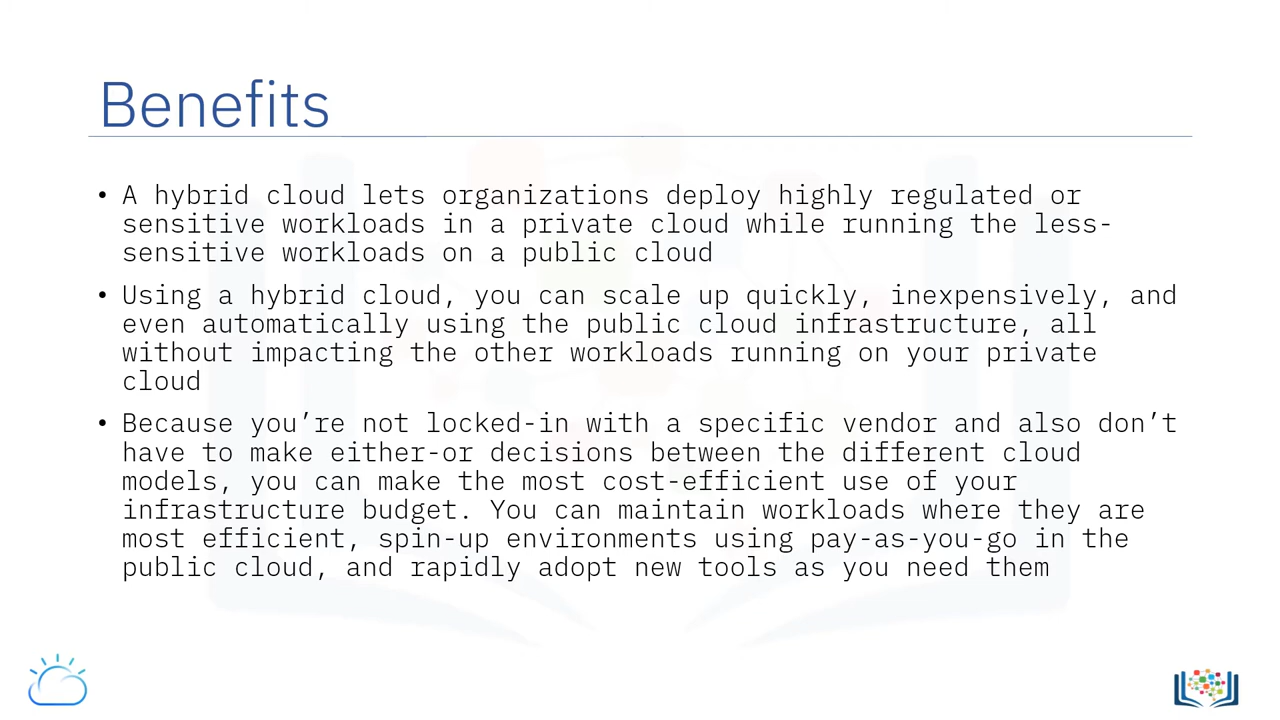 Benefits
• A hybrid cloud lets organizations deploy highly regulated or
sensitive workloads in a private cloud while running the less-
sensitive workloads on a public cloud
• Using a hybrid cloud, you can scale up quickly, inexpensively, and
even automatically using the public cloud infrastructure, all
without impacting the other workloads running on your private
cloud
• Because you’re not locked-in with a specific vendor and also don’t
have to make either-or decisions between the different cloud
models, you can make the most cost-efficient use of your
infrastructure budget. You can maintain workloads where they are
most efficient, spin-up environments using pay-as-you-go in the
public cloud, and rapidly adopt new tools as you need them